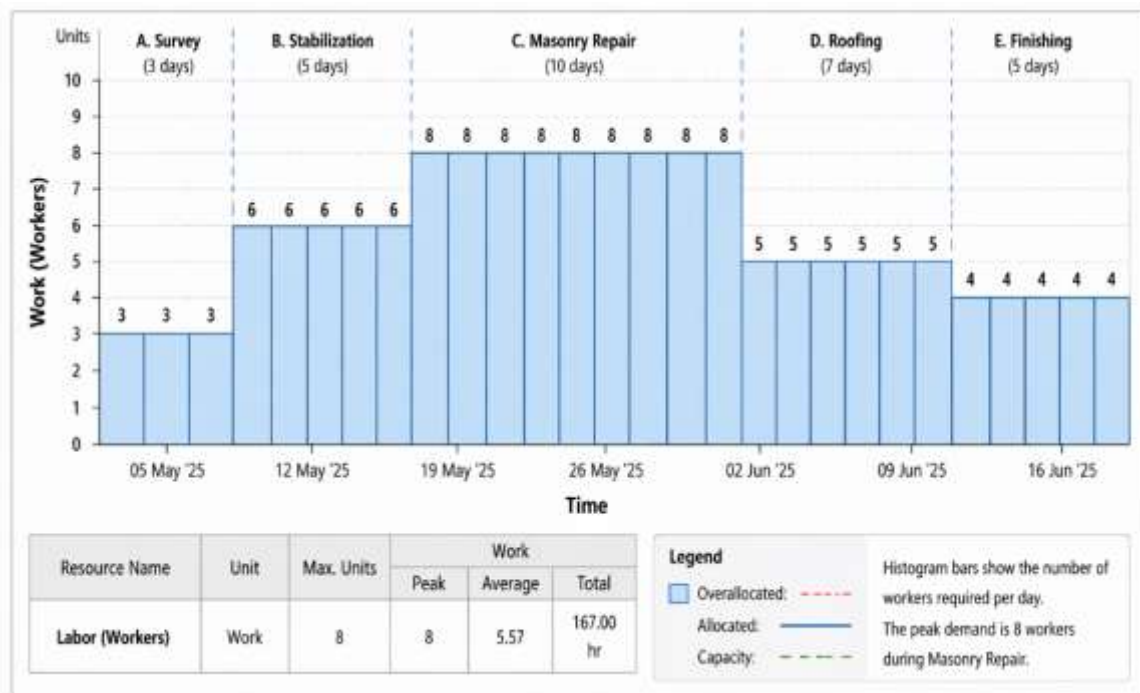 Units
A. Survey
(3 days)
B. Stabilization
(5 days)
C. Masonry Repair
(10 days)
D. Roofing
(7 days)
E. Finishing
(5 days)
10
9
8
7
6
5
4
3
2
1
0
Work (Workers)
3 3 3
6 6 6 6 6
8 8 8 8 8 8 8 8 8
5 5 5 5 5 5
4 4 4 4 4
05 May '25
12 May '25
19 May '25
26 May '25
02 Jun '25
09 Jun '25
16 Jun '25
Time
Resource Name
Unit
Max. Units
Work
Peak
Average
Total
Labor (Workers)
Work
8
8
5.57
167.00
hr
Legend
Overallocated:
Allocated:
Capacity:
Histogram bars show the number of
workers required per day.
The peak demand is 8 workers
during Masonry Repair.